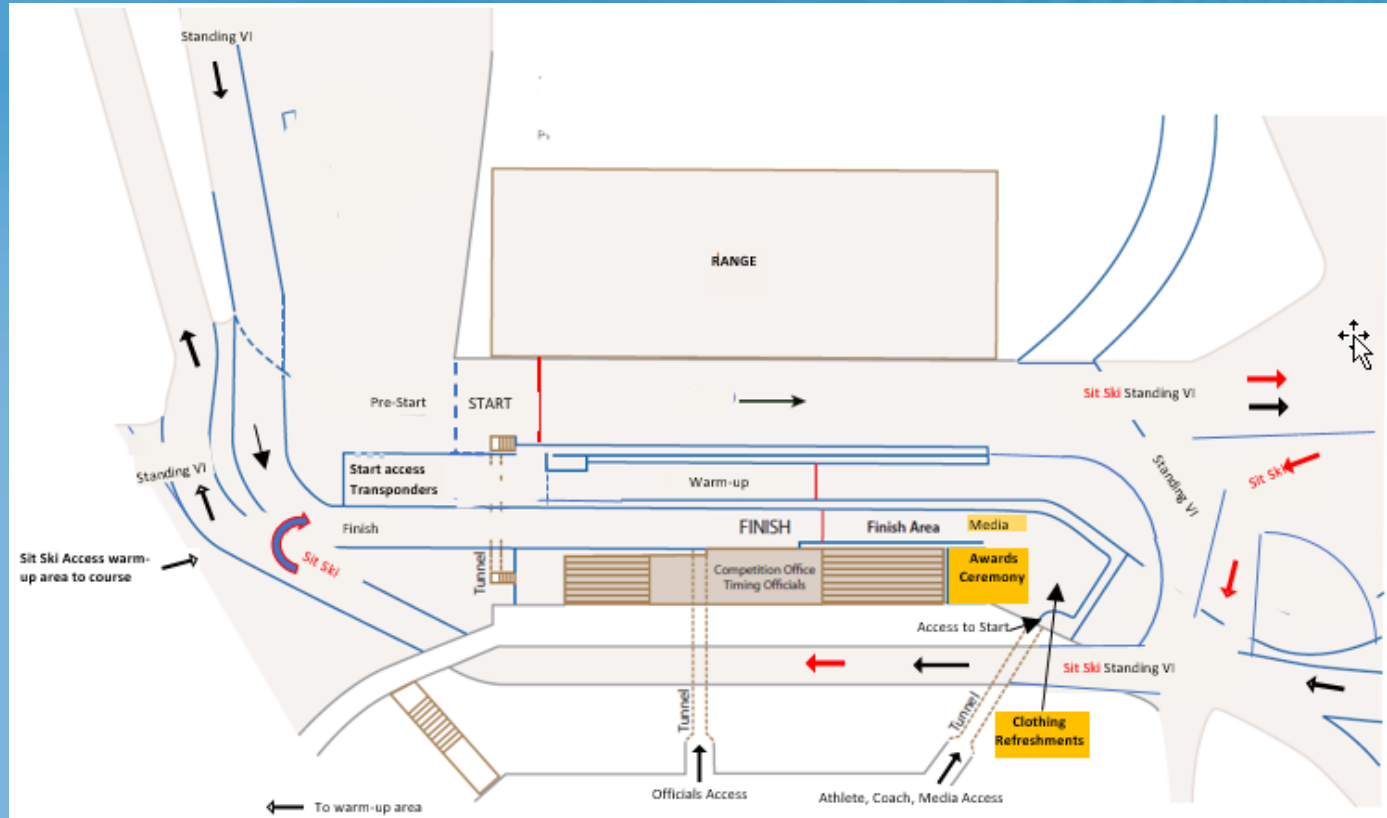 Standing VI
RANGE
Pre-Start
START
Sit Ski Standing VI
Standing VI
Sit Ski
Standing VI
Start access
Transponders
Warm-up
Finish
FINISH
Finish Area
Media
Sit Ski
Sit Ski Access warm-
up area to course
Tunnel
Competition Office
Timing Officials
Awards
Ceremony
Access to Start
Sit Ski Standing VI
Tunnel
Tunnel
Clothing
Refreshments
Officials Access
Athlete, Coach, Media Access
To warm-up area